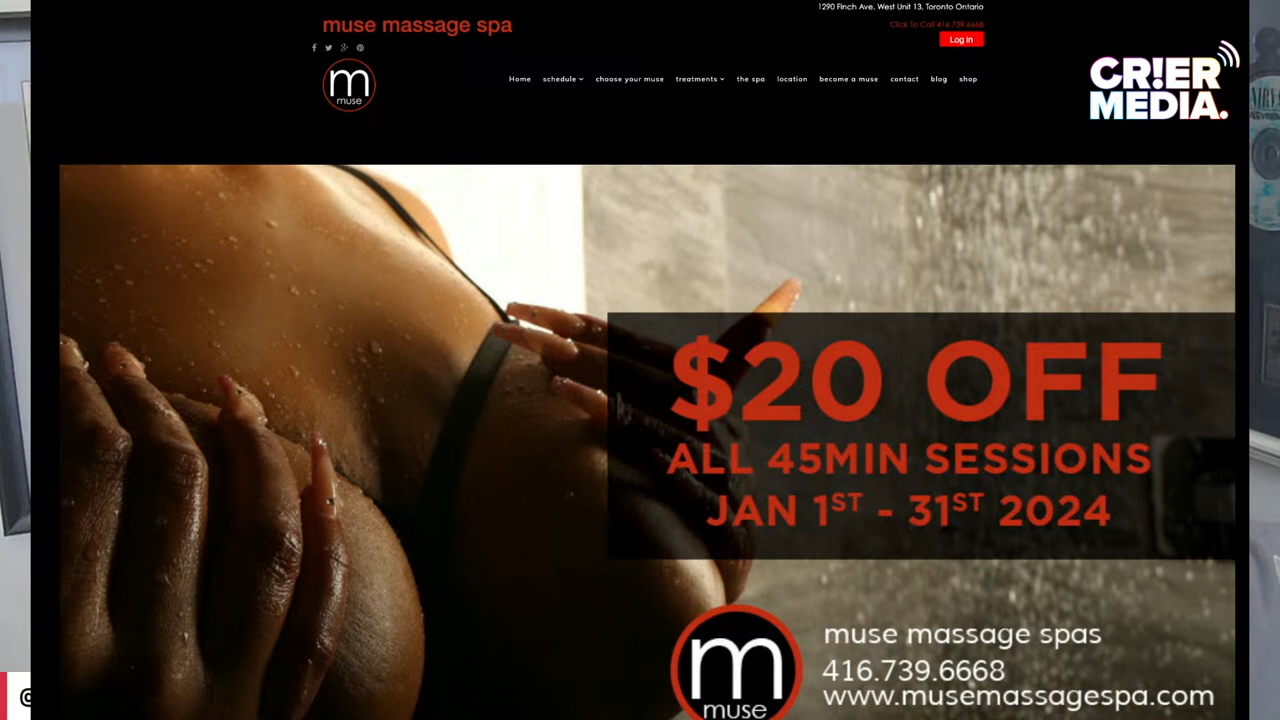 1290 Finch Ave. West Unit 13, Toronto Ontario
muse massage spa
Click To Call 416.739.6668
Log in
m
muse
Home schedule choose your muse treatments the spa location become a muse contact blog shop
CR!ER
MEDIA.
NIRVANA
$20 OFF
ALL 45MIN SESSIONS
JAN 1ST - 31ST 2024
m
muse
muse massage spas
416.739.6668
www.musemassagespa.com
@